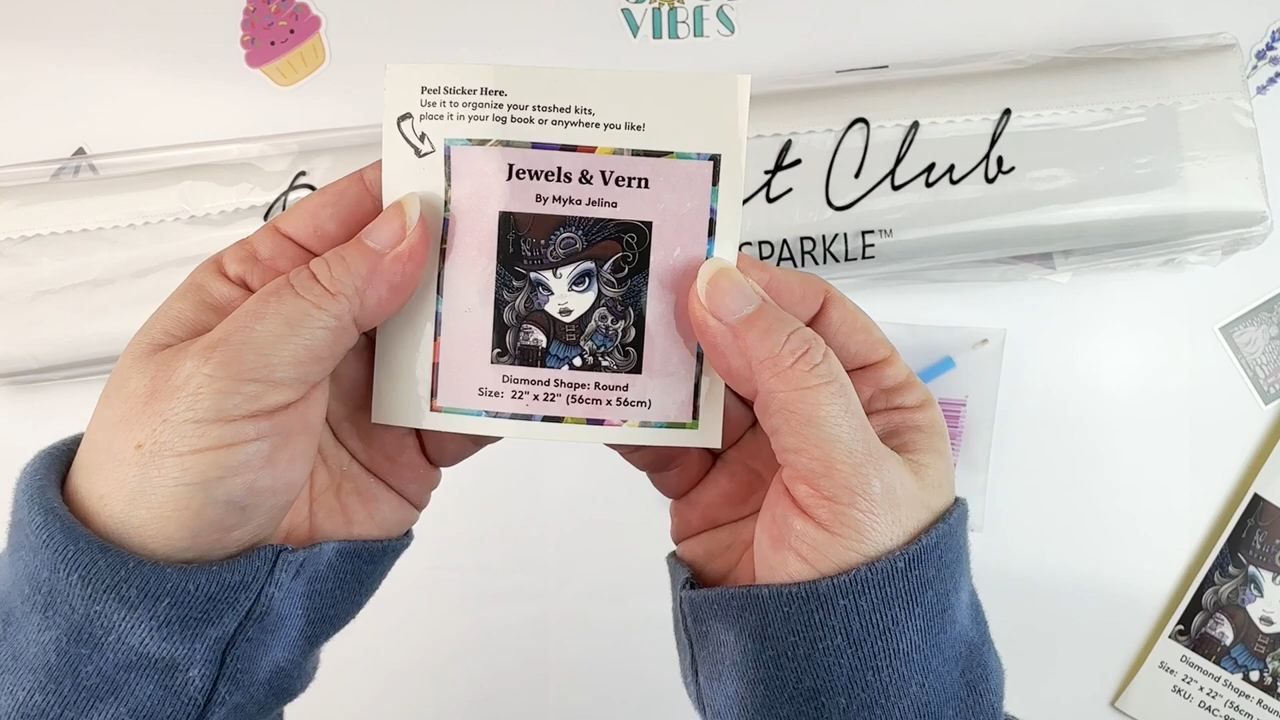 VIBES
Peel Sticker Here.
Use it to organize your stashed kits,
place it in your log book or anywhere you like!
Jewels & Vern
By Myka Jelina
Diamond Shape: Round
Size: 22" x 22" (56cm x 56cm)
t Club
SPARKLE™
Diamond Shape: Roun
Size: 22" x 22" (56cm
SKU: DAC-